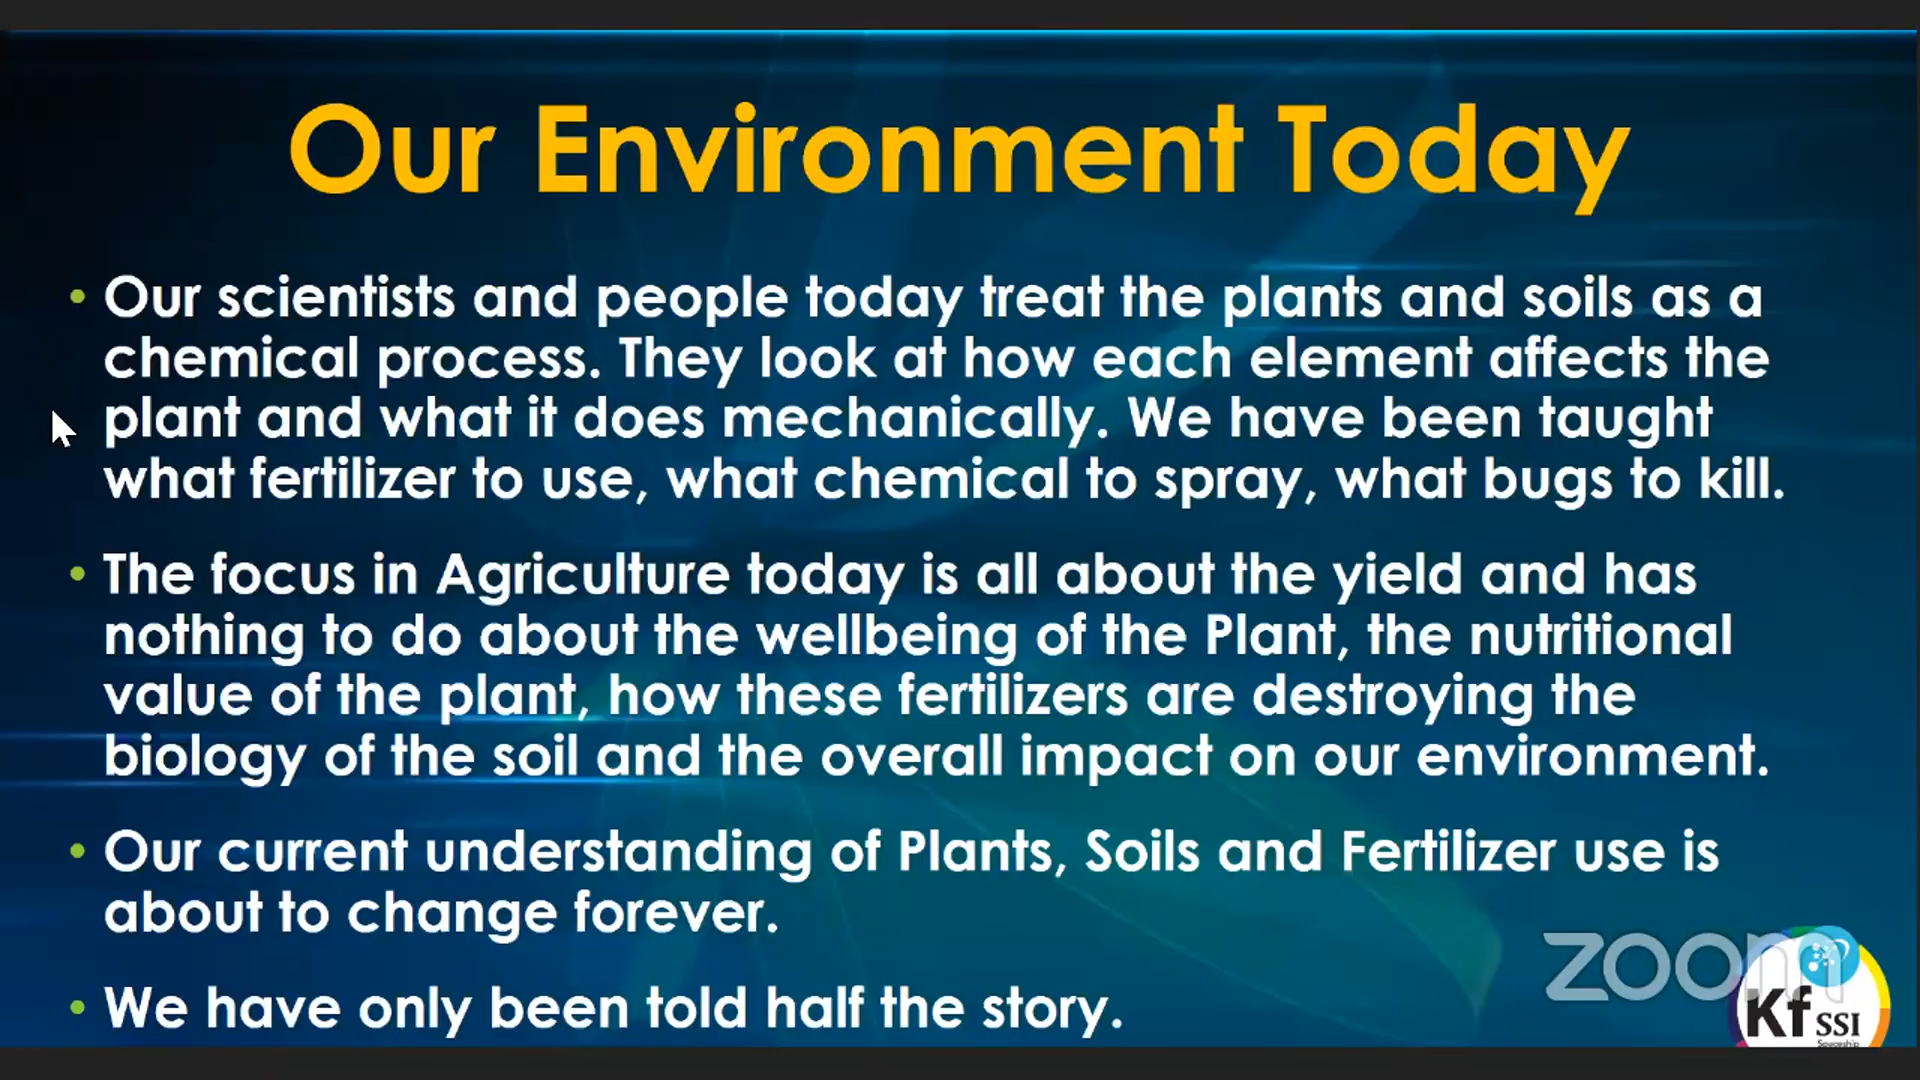 Our Environment Today
• Our scientists and people today treat the plants and soils as a
chemical process. They look at how each element affects the
plant and what it does mechanically. We have been taught
what fertilizer to use, what chemical to spray, what bugs to kill.
• The focus in Agriculture today is all about the yield and has
nothing to do about the wellbeing of the Plant, the nutritional
value of the plant, how these fertilizers are destroying the
biology of the soil and the overall impact on our environment.
• Our current understanding of Plants, Soils and Fertilizer use is
about to change forever.
• We have only been told half the story.
zoom
Kf SSI